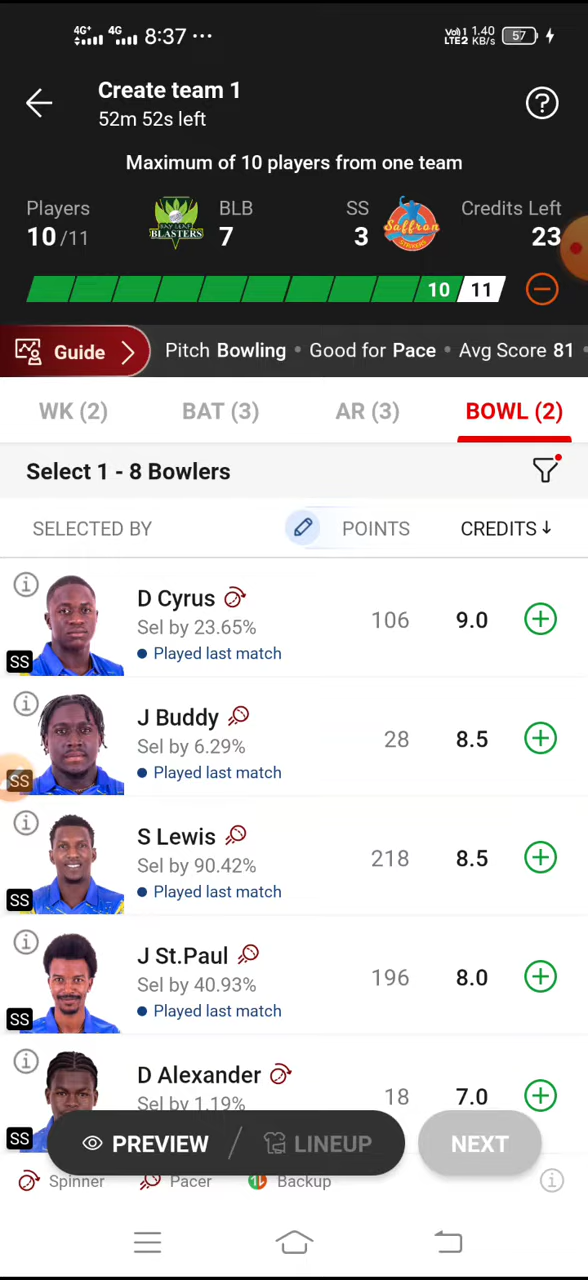 4G+ 4G 8:37 ··· Vo) 1 LTE2 1.40 KB/s 57
Create team 1
52m 52s left
Maximum of 10 players from one team
Players BLB SS Credits Left
10/11 BLASTERS 7 3 Saffron STRIKERS 23
10 11
Guide Pitch Bowling • Good for Pace • Avg Score 81
WK (2) BAT (3) AR (3) BOWL (2)
Select 1 - 8 Bowlers
SELECTED BY POINTS CREDITS ↓
D Cyrus
Sel by 23.65% 106 9.0
SS • Played last match
J Buddy
Sel by 6.29% 28 8.5
SS • Played last match
S Lewis
Sel by 90.42% 218 8.5
SS • Played last match
J St.Paul
Sel by 40.93% 196 8.0
SS • Played last match
D Alexander
Sel by 1.19% 18 7.0
SS
PREVIEW / LINEUP NEXT
Spinner Pacer Backup